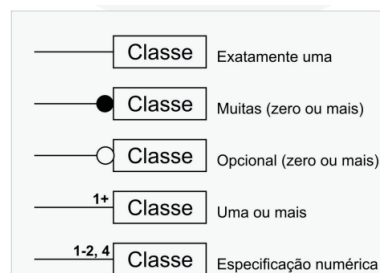 Classe Exatamente uma
Classe Muitas (zero ou mais)
Classe Opcional (zero ou mais)
1+ Classe Uma ou mais
1-2, 4 Classe Especificação numérica